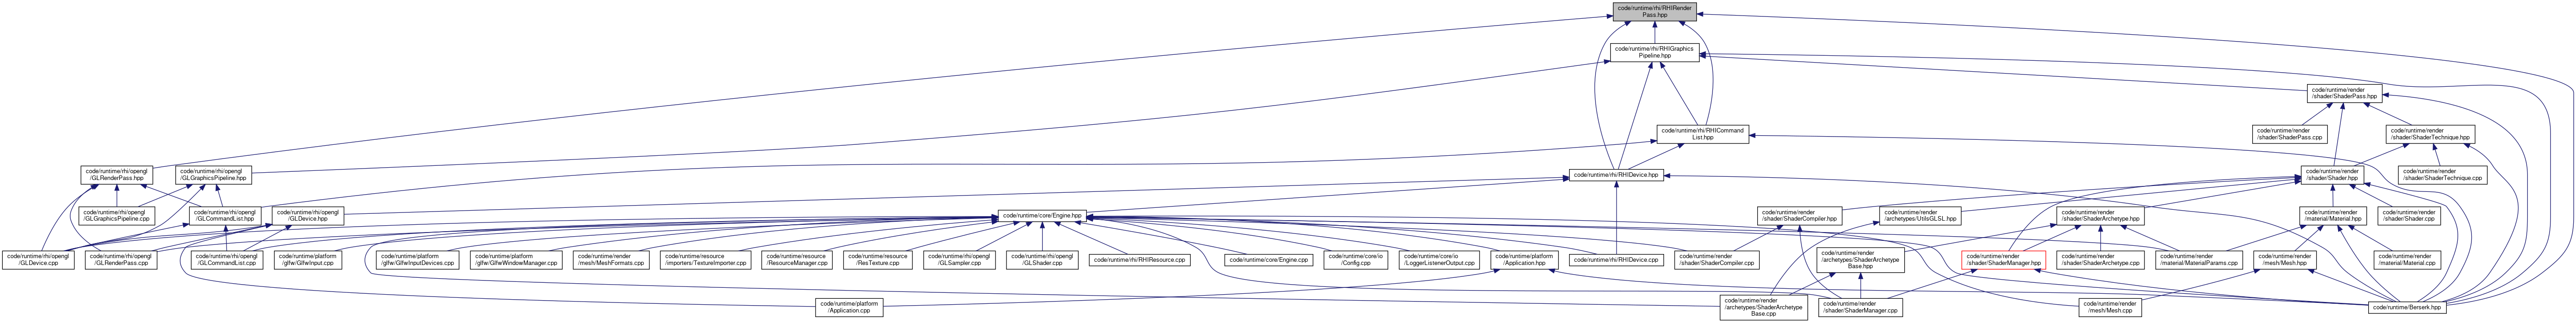 code/runtime/rhi/RHIRender
Pass.hpp
code/runtime/rhi/RHIGraphics
Pipeline.hpp
code/runtime/render
/shader/ShaderPass.hpp
code/runtime/rhi/RHICommand
List.hpp
code/runtime/render
/shader/ShaderPass.cpp
code/runtime/render
/shader/ShaderTechnique.hpp
code/runtime/rhi/opengl
/GLRenderPass.hpp
code/runtime/rhi/opengl
/GLGraphicsPipeline.hpp
code/runtime/rhi/RHIDevice.hpp
code/runtime/render
/shader/Shader.hpp
code/runtime/render
/shader/ShaderTechnique.cpp
code/runtime/rhi/opengl
/GLGraphicsPipeline.cpp
code/runtime/rhi/opengl
/GLCommandList.hpp
code/runtime/rhi/opengl
/GLDevice.hpp
code/runtime/core/Engine.hpp
code/runtime/render
/shader/ShaderCompiler.hpp
code/runtime/render
/archetypes/UtilsGLSL.hpp
code/runtime/render
/shader/ShaderArchetype.hpp
code/runtime/render
/material/Material.hpp
code/runtime/render
/shader/Shader.cpp
code/runtime/rhi/opengl
/GLDevice.cpp
code/runtime/rhi/opengl
/GLRenderPass.cpp
code/runtime/rhi/opengl
/GLCommandList.cpp
code/runtime/platform
/glfw/GlfwInput.cpp
code/runtime/platform
/glfw/GlfwInputDevices.cpp
code/runtime/platform
/glfw/GlfwWindowManager.cpp
code/runtime/render
/mesh/MeshFormats.cpp
code/runtime/resource
/importers/TextureImporter.cpp
code/runtime/resource
/ResourceManager.cpp
code/runtime/resource
/ResTexture.cpp
code/runtime/rhi/opengl
/GLSampler.cpp
code/runtime/rhi/opengl
/GLShader.cpp
code/runtime/rhi/RHIResource.cpp
code/runtime/core/Engine.cpp
code/runtime/core/io
/Config.cpp
code/runtime/core/io
/LoggerListenerOutput.cpp
code/runtime/platform
/Application.hpp
code/runtime/rhi/RHIDevice.cpp
code/runtime/render
/shader/ShaderCompiler.cpp
code/runtime/render
/archetypes/ShaderArchetype
Base.hpp
code/runtime/render
/shader/ShaderManager.hpp
code/runtime/render
/shader/ShaderArchetype.cpp
code/runtime/render
/material/MaterialParams.cpp
code/runtime/render
/mesh/Mesh.hpp
code/runtime/render
/material/Material.cpp
code/runtime/platform
/Application.cpp
code/runtime/render
/archetypes/ShaderArchetype
Base.cpp
code/runtime/render
/shader/ShaderManager.cpp
code/runtime/render
/mesh/Mesh.cpp
code/runtime/Berserk.hpp